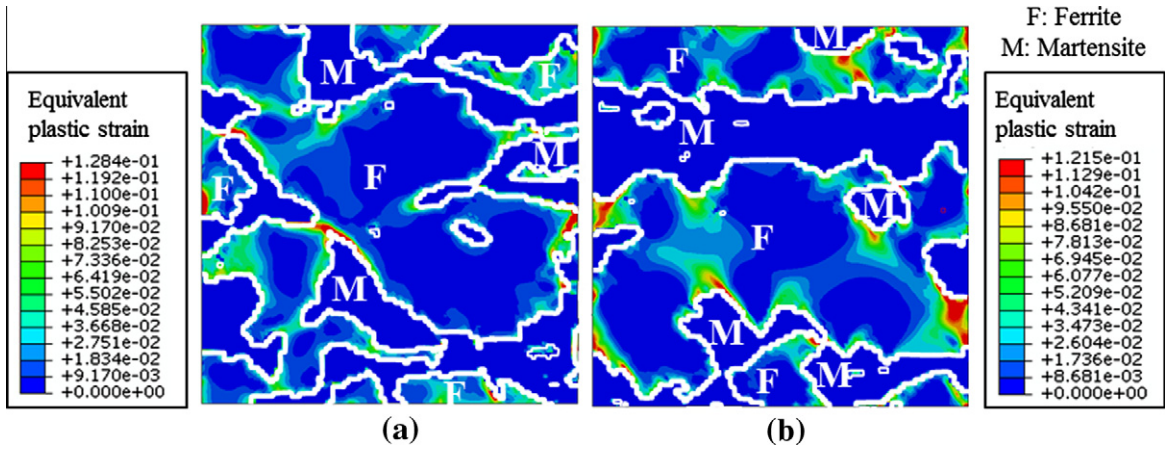 F: Ferrite
M: Martensite
Equivalent
plastic strain
+1.284e-01
+1.192e-01
+1.100e-01
+1.009e-01
+9.170e-02
+8.253e-02
+7.336e-02
+6.419e-02
+5.502e-02
+4.585e-02
+3.668e-02
+2.751e-02
+1.834e-02
+9.170e-03
+0.000e+00
M
F
M
F
F
M
F
(a)
M
F
M
M
F
M
F
M
(b)
Equivalent
plastic strain
+1.215e-01
+1.129e-01
+1.042e-01
+9.550e-02
+8.681e-02
+7.813e-02
+6.945e-02
+6.077e-02
+5.209e-02
+4.341e-02
+3.473e-02
+2.604e-02
+1.736e-02
+8.681e-03
+0.000e+00